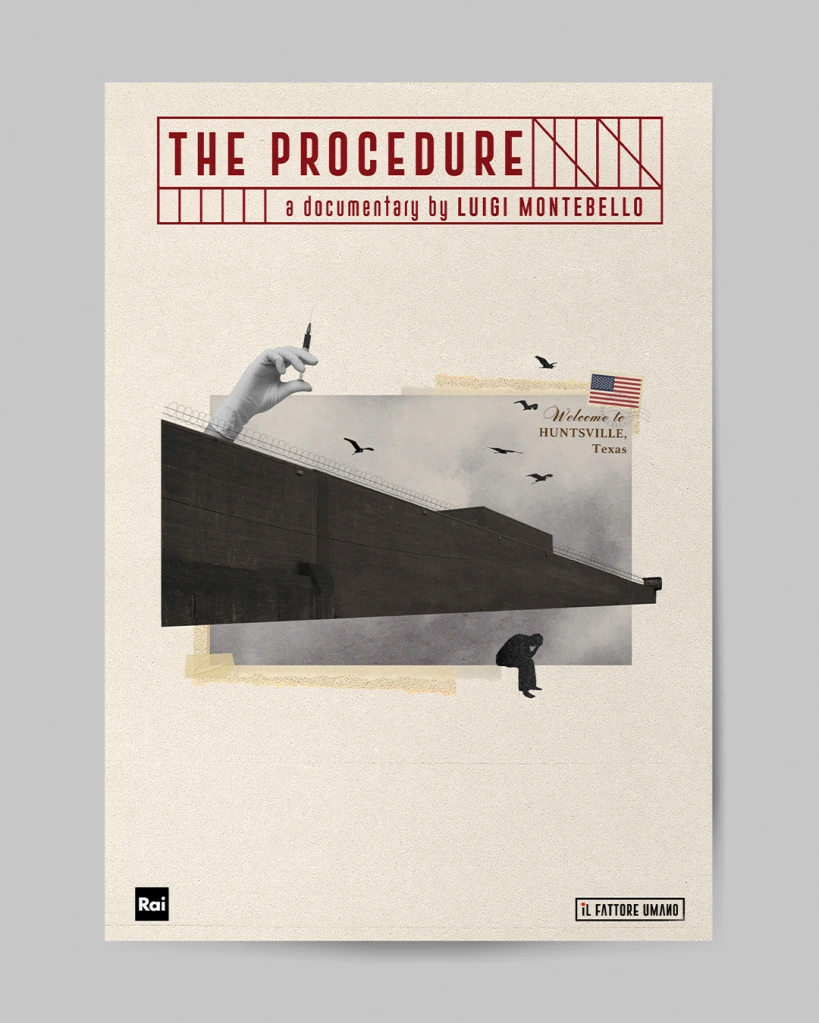 THE PROCEDURE
a documentary by LUIGI MONTEBELLO
Welcome to
HUNTSVILLE,
Texas
Rai
iL FATTORE UMANO